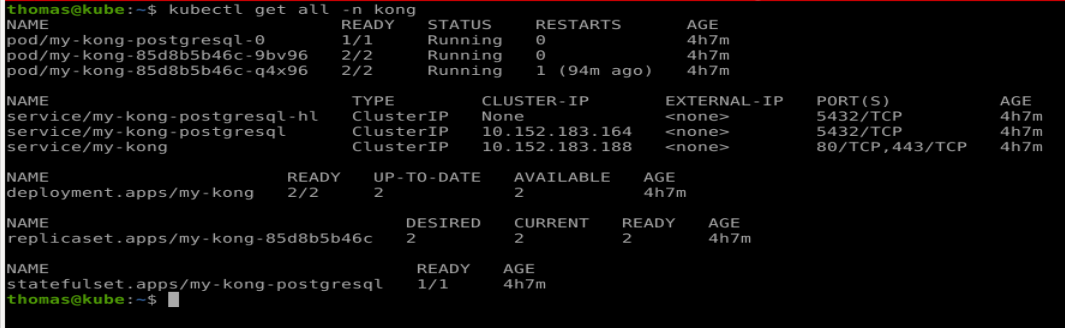 thomas@kube:~$ kubectl get all -n kong
NAME READY STATUS RESTARTS AGE
pod/my-kong-postgresql-0 1/1 Running 0 4h7m
pod/my-kong-85d8b5b46c-9bv96 2/2 Running 0 4h7m
pod/my-kong-85d8b5b46c-q4x96 2/2 Running 1 (94m ago) 4h7m
NAME TYPE CLUSTER-IP EXTERNAL-IP PORT(S) AGE
service/my-kong-postgresql-hl ClusterIP None <none> 5432/TCP 4h7m
service/my-kong-postgresql ClusterIP 10.152.183.164 <none> 5432/TCP 4h7m
service/my-kong ClusterIP 10.152.183.188 <none> 80/TCP,443/TCP 4h7m
NAME READY UP-TO-DATE AVAILABLE AGE
deployment.apps/my-kong 2/2 2 2 4h7m
NAME DESIRED CURRENT READY AGE
replicaset.apps/my-kong-85d8b5b46c 2 2 2 4h7m
NAME READY AGE
statefulset.apps/my-kong-postgresql 1/1 4h7m
thomas@kube:~$